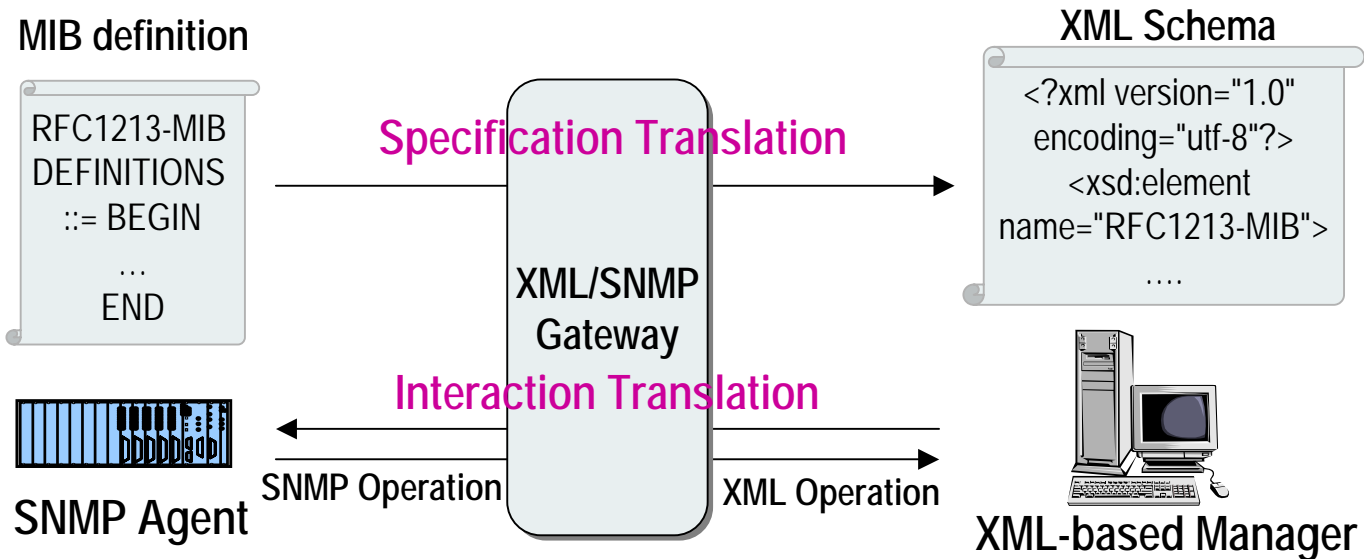 MIB definition
RFC1213-MIB
DEFINITIONS
::= BEGIN
...
END
XML Schema
<?xml version="1.0"
encoding="utf-8"?>
<xsd:element
name="RFC1213-MIB">
....
Specification Translation
XML/SNMP
Gateway
Interaction Translation
SNMP Operation
XML Operation
SNMP Agent
XML-based Manager